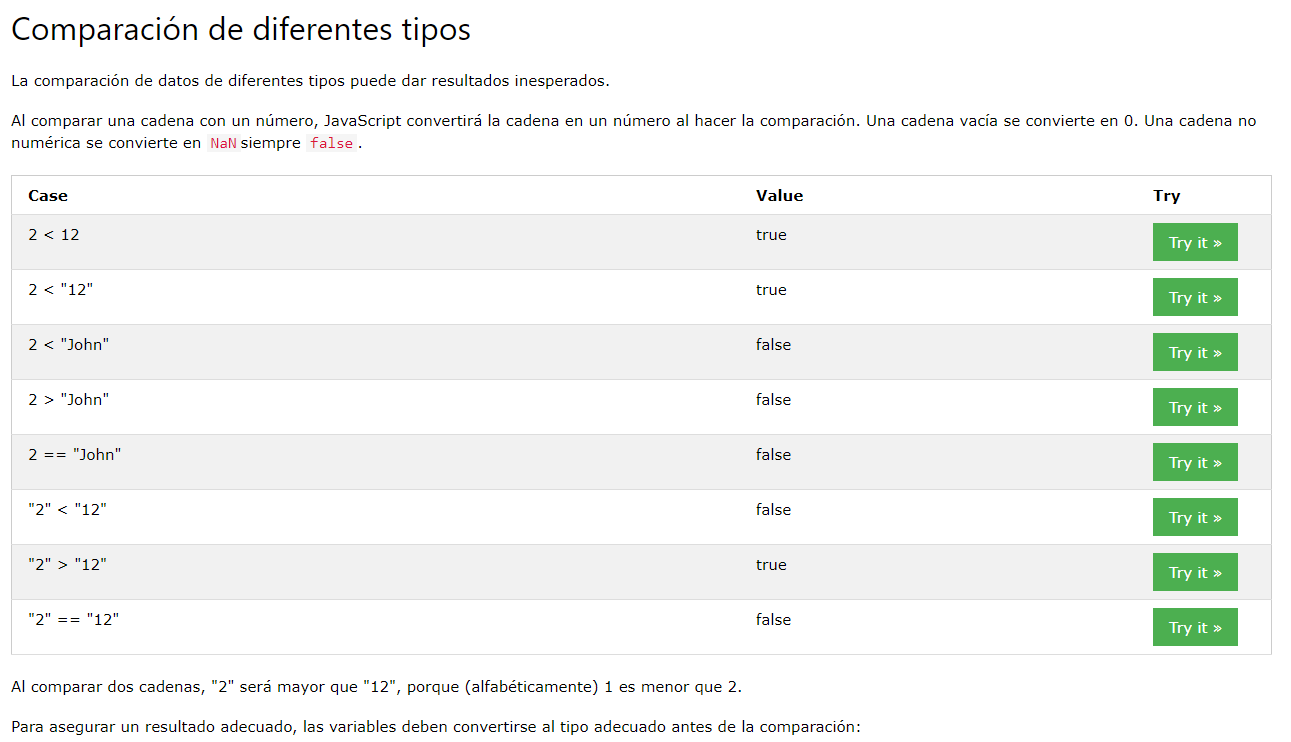 Comparación de diferentes tipos
La comparación de datos de diferentes tipos puede dar resultados inesperados.
Al comparar una cadena con un número, JavaScript convertirá la cadena en un número al hacer la comparación. Una cadena vacía se convierte en 0. Una cadena no
numérica se convierte en NaN siempre false.
Case Value Try
2 < 12 true Try it »
2 < "12" true Try it »
2 < "John" false Try it »
2 > "John" false Try it »
2 == "John" false Try it »
"2" < "12" false Try it »
"2" > "12" true Try it »
"2" == "12" false Try it »
Al comparar dos cadenas, "2" será mayor que "12", porque (alfabéticamente) 1 es menor que 2.
Para asegurar un resultado adecuado, las variables deben convertirse al tipo adecuado antes de la comparación: